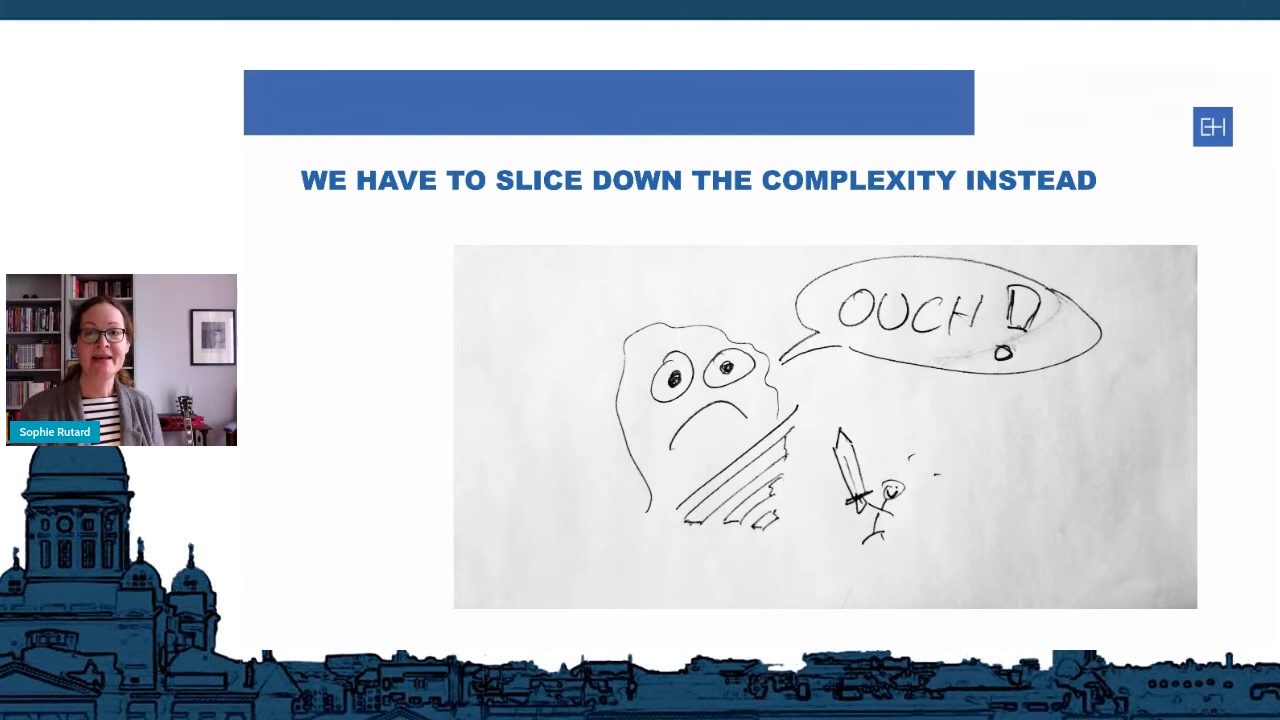 EH
WE HAVE TO SLICE DOWN THE COMPLEXITY INSTEAD
OUCH!
Sophie Rutard